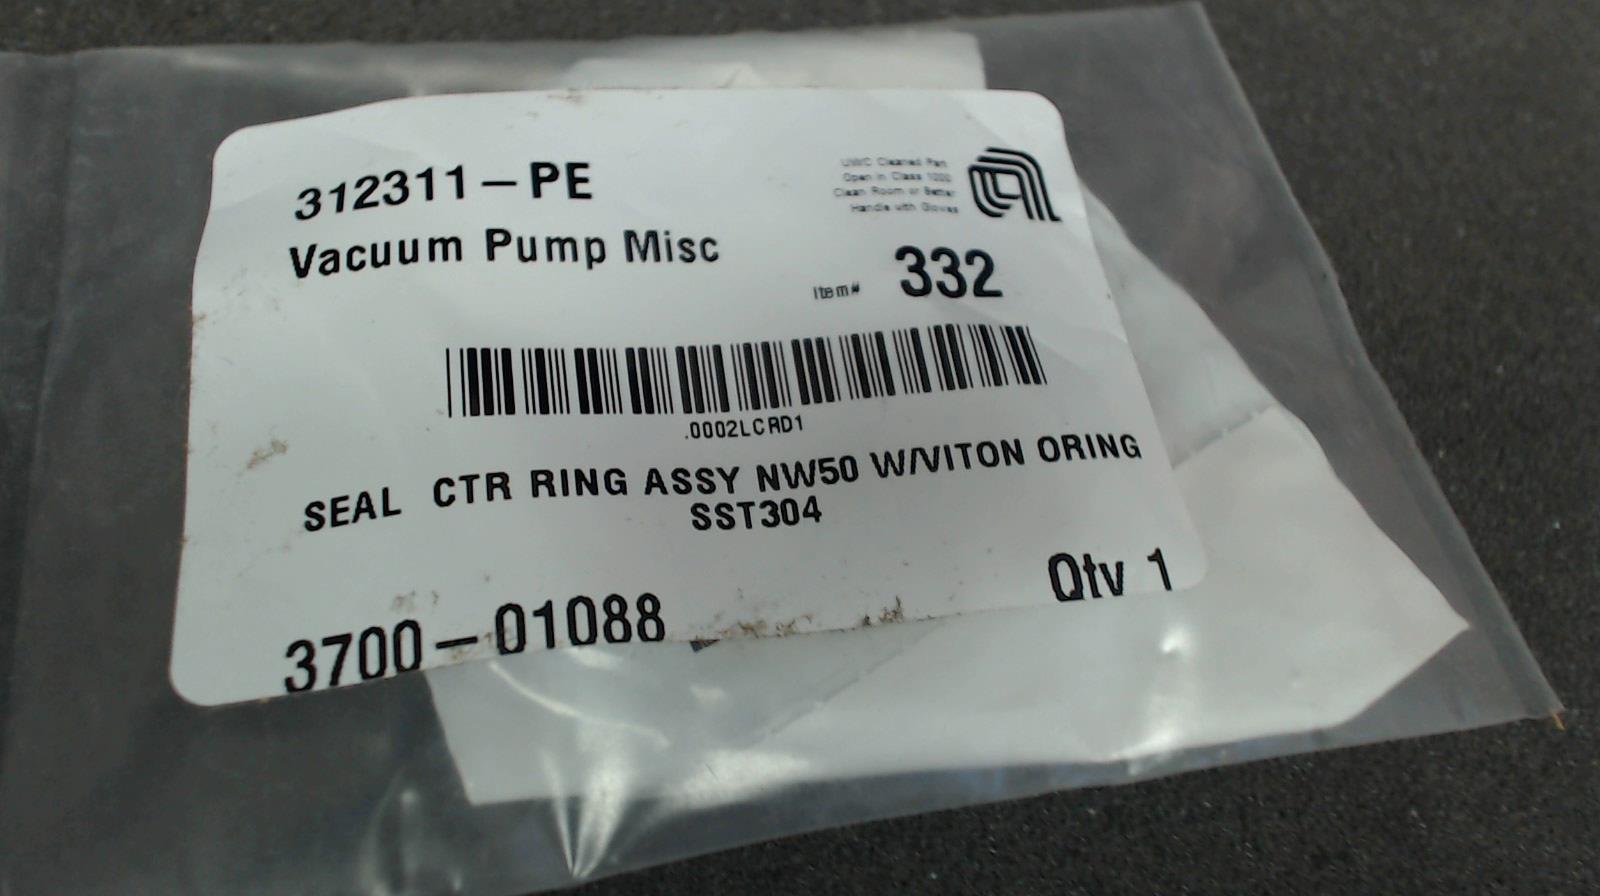 312311-PE
Vacuum Pump Misc
UWC Cleaned Part
Open in Class 1000
Clean Room or Better
Handle with Gloves
Item# 332
.0002LCRD1
SEAL CTR RING ASSY NW50 W/VITON ORING
SST304
3700-01088
Qty 1